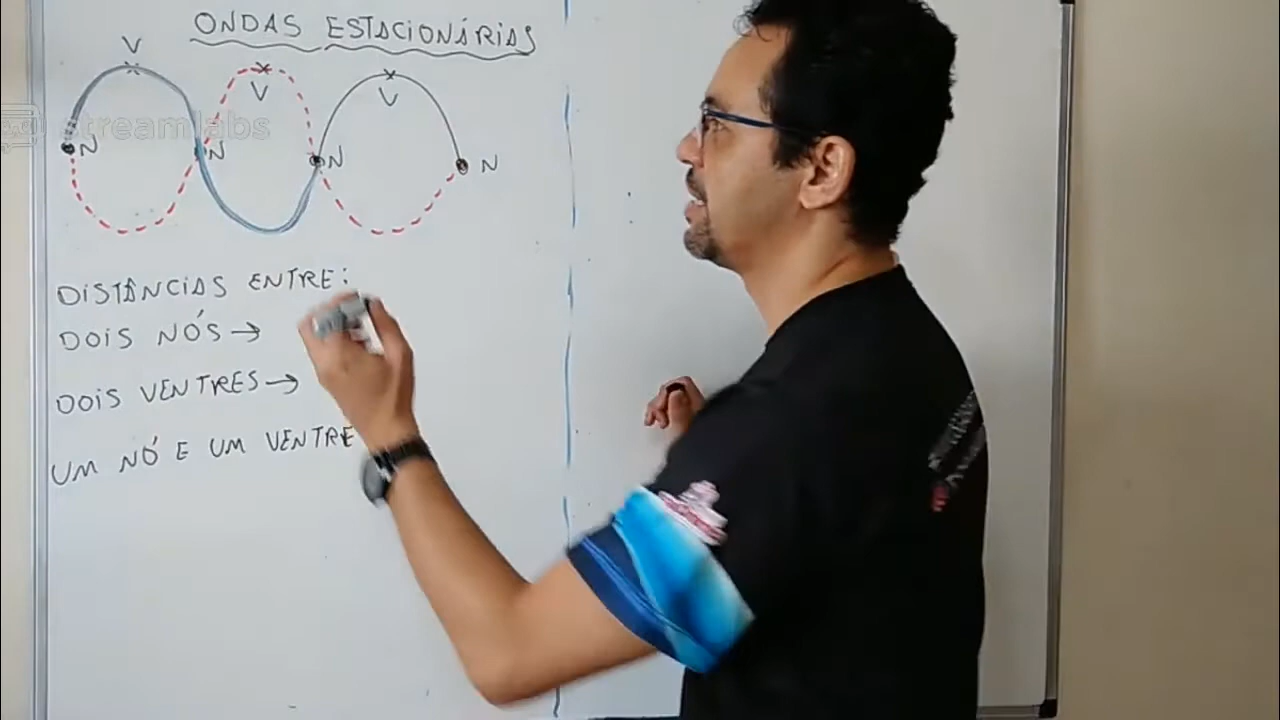 ONDAS ESTACIONÁRIAS
V
V
V
streamlabs
N
N
N
N
DISTÂNCIAS ENTRE:
DOIS NÓS →
DOIS VENTRES →
UM NÓ E UM VENTRE